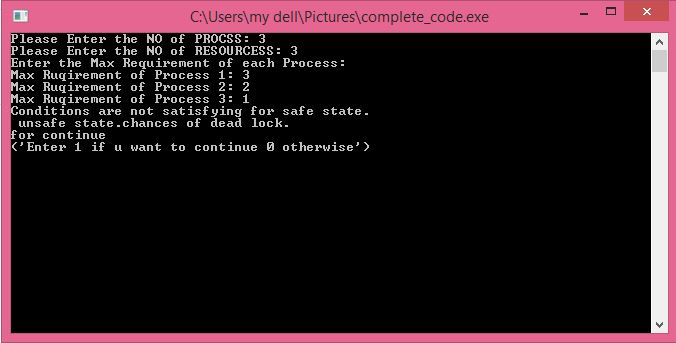 C:\Users\my dell\Pictures\complete_code.exe
Please Enter the NO of PROCSS: 3
Please Enter the NO of RESOURCESS: 3
Enter the Max Requirement of each Process:
Max Ruqirement of Process 1: 3
Max Ruqirement of Process 2: 2
Max Ruqirement of Process 3: 1
Conditions are not satisfying for safe state.
 unsafe state.chances of dead lock.
for continue
('Enter 1 if u want to continue 0 otherwise')